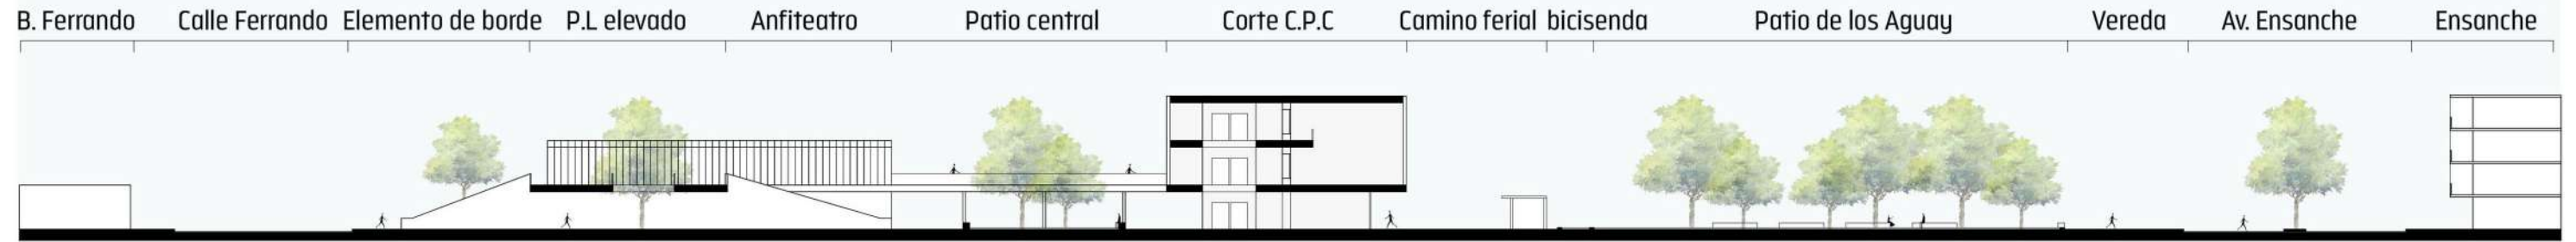 B. Ferrando Calle Ferrando Elemento de borde P.L elevado Anfiteatro Patio central Corte C.P.C Camino ferial bicisenda Patio de los Aguay Vereda Av. Ensanche Ensanche